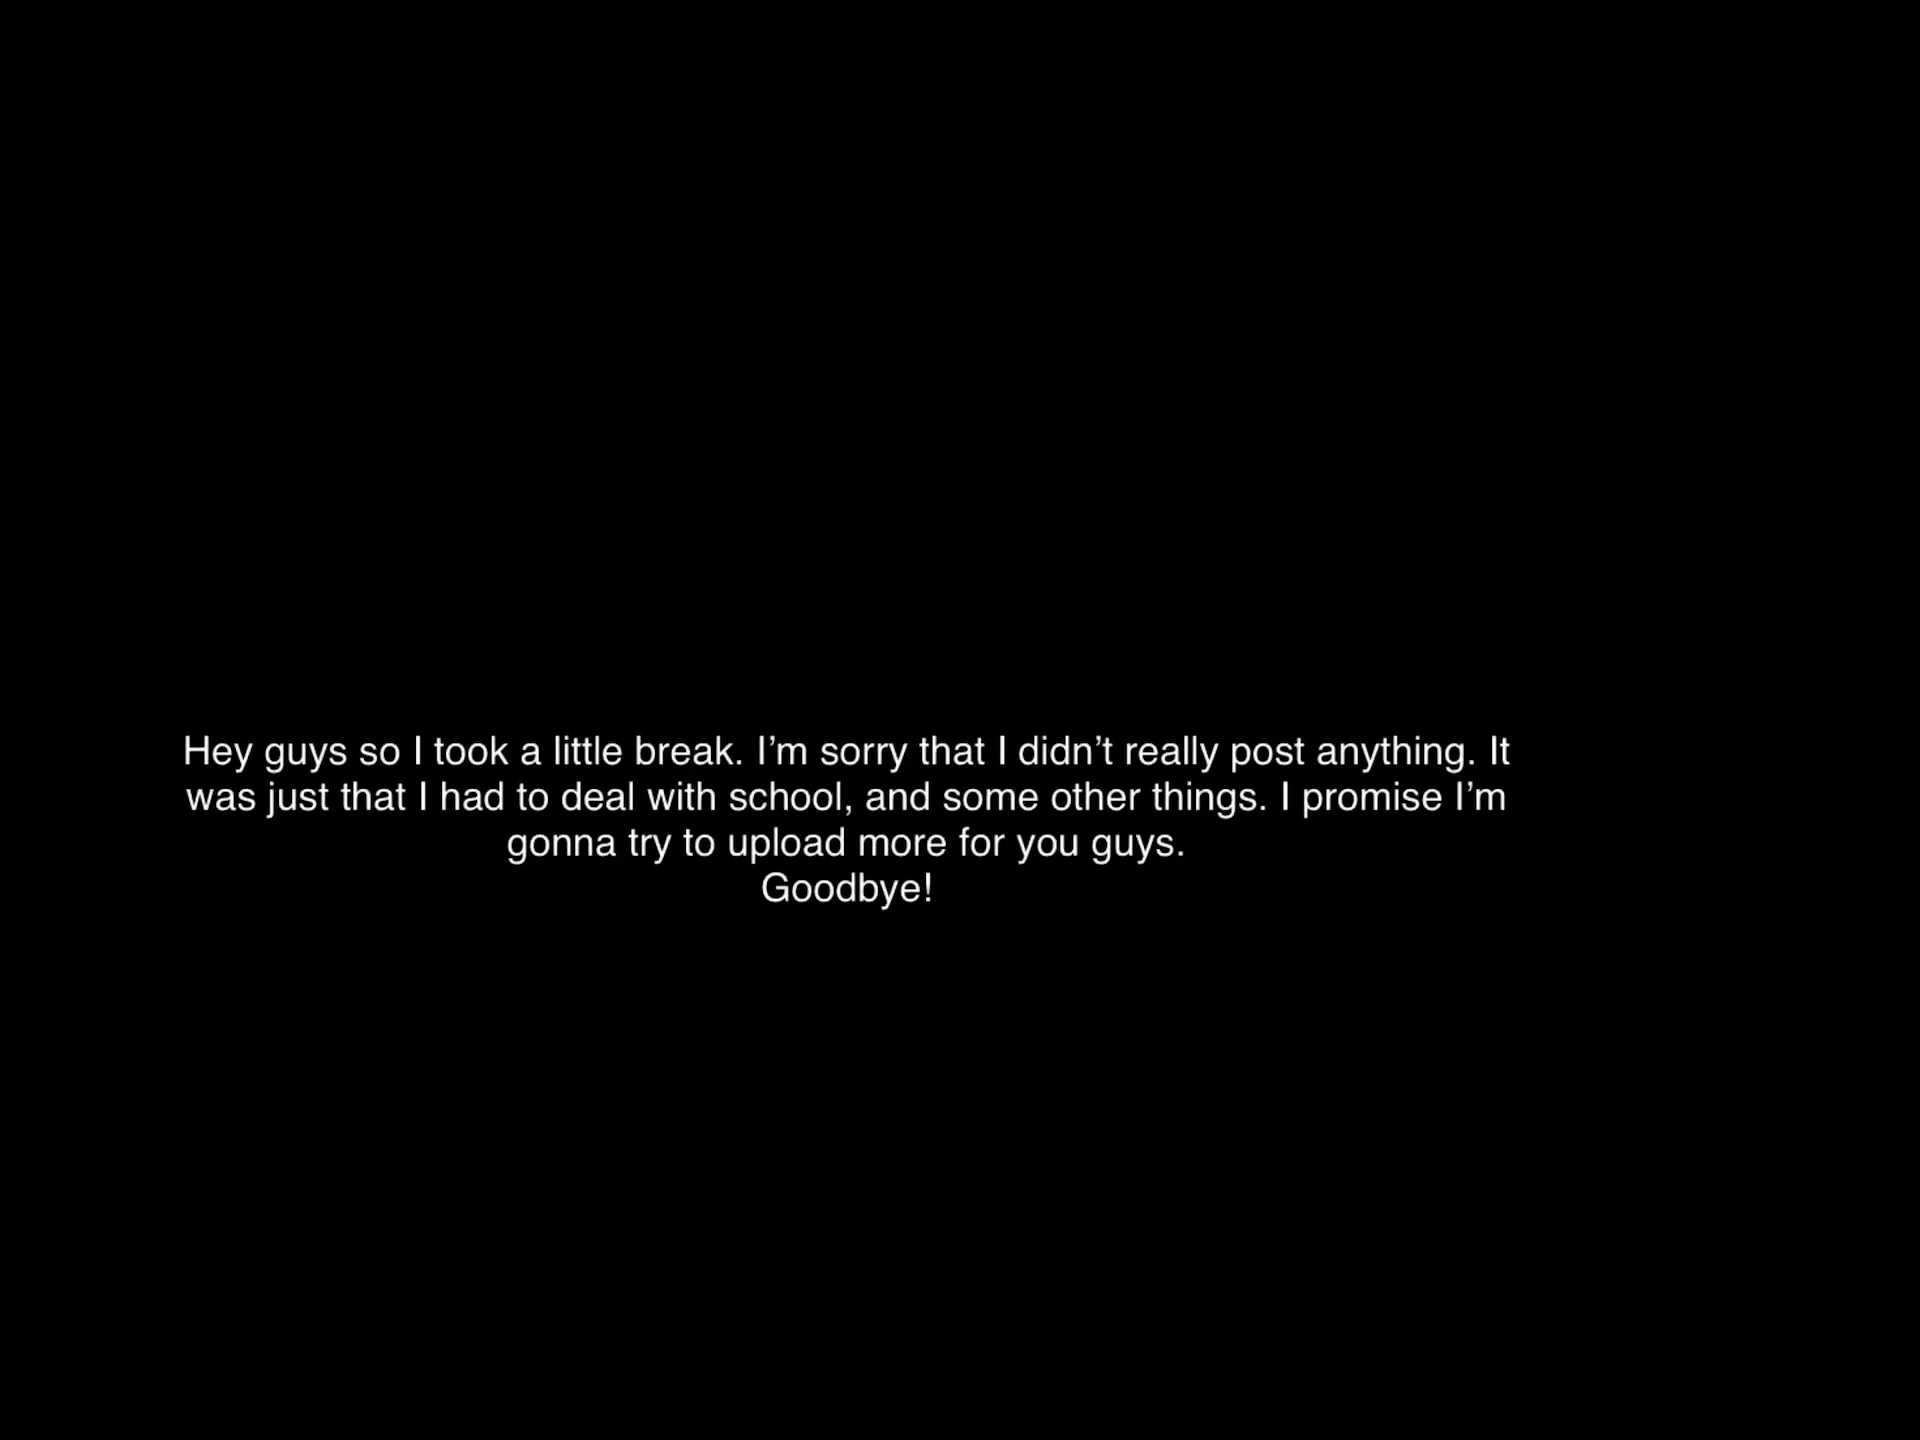 Hey guys so I took a little break. I’m sorry that I didn’t really post anything. It
was just that I had to deal with school, and some other things. I promise I’m
gonna try to upload more for you guys.
Goodbye!